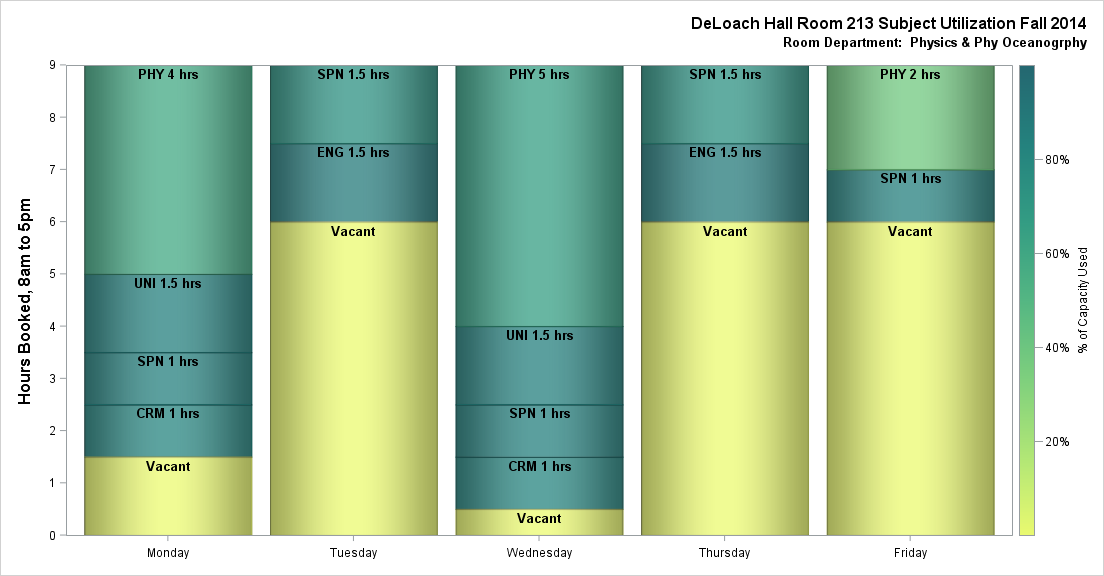 DeLoach Hall Room 213 Subject Utilization Fall 2014
Room Department: Physics & Phy Oceanogrphy
Hours Booked, 8am to 5pm
9
8
7
6
5
4
3
2
1
0
PHY 4 hrs
UNI 1.5 hrs
SPN 1 hrs
CRM 1 hrs
Vacant
SPN 1.5 hrs
ENG 1.5 hrs
Vacant
PHY 5 hrs
UNI 1.5 hrs
SPN 1 hrs
CRM 1 hrs
Vacant
SPN 1.5 hrs
ENG 1.5 hrs
Vacant
PHY 2 hrs
SPN 1 hrs
Vacant
Monday
Tuesday
Wednesday
Thursday
Friday
80%
60%
40%
20%
% of Capacity Used